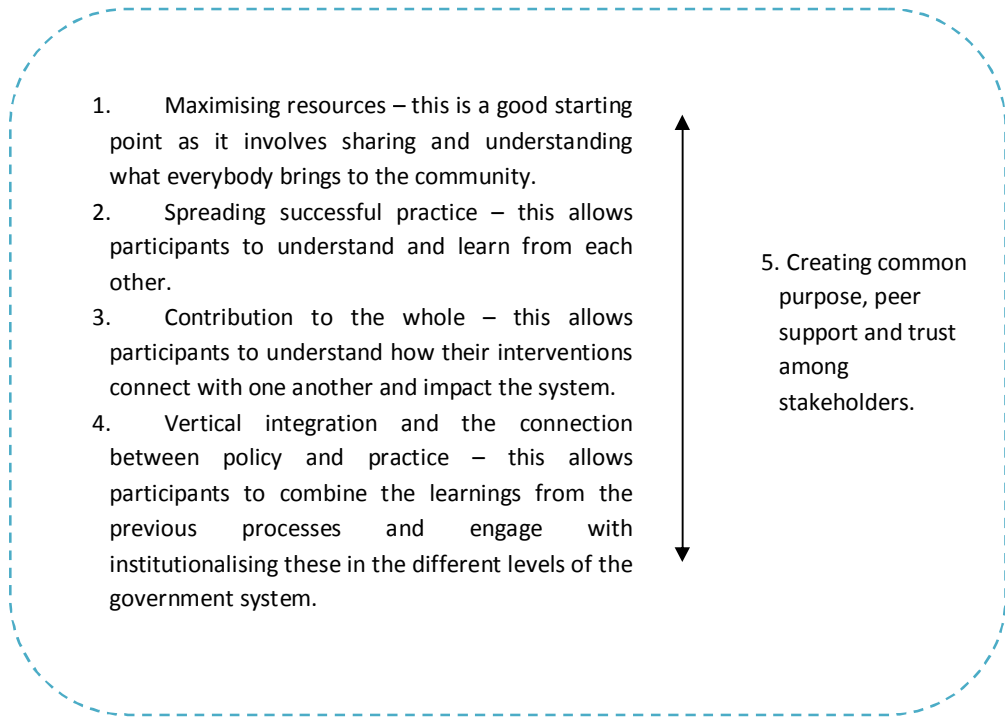 1. Maximising resources – this is a good starting
point as it involves sharing and understanding
what everybody brings to the community.
2. Spreading successful practice – this allows
participants to understand and learn from each
other.
3. Contribution to the whole – this allows
participants to understand how their interventions
connect with one another and impact the system.
4. Vertical integration and the connection
between policy and practice – this allows
participants to combine the learnings from the
previous processes and engage with
institutionalising these in the different levels of the
government system.
5. Creating common
purpose, peer
support and trust
among
stakeholders.